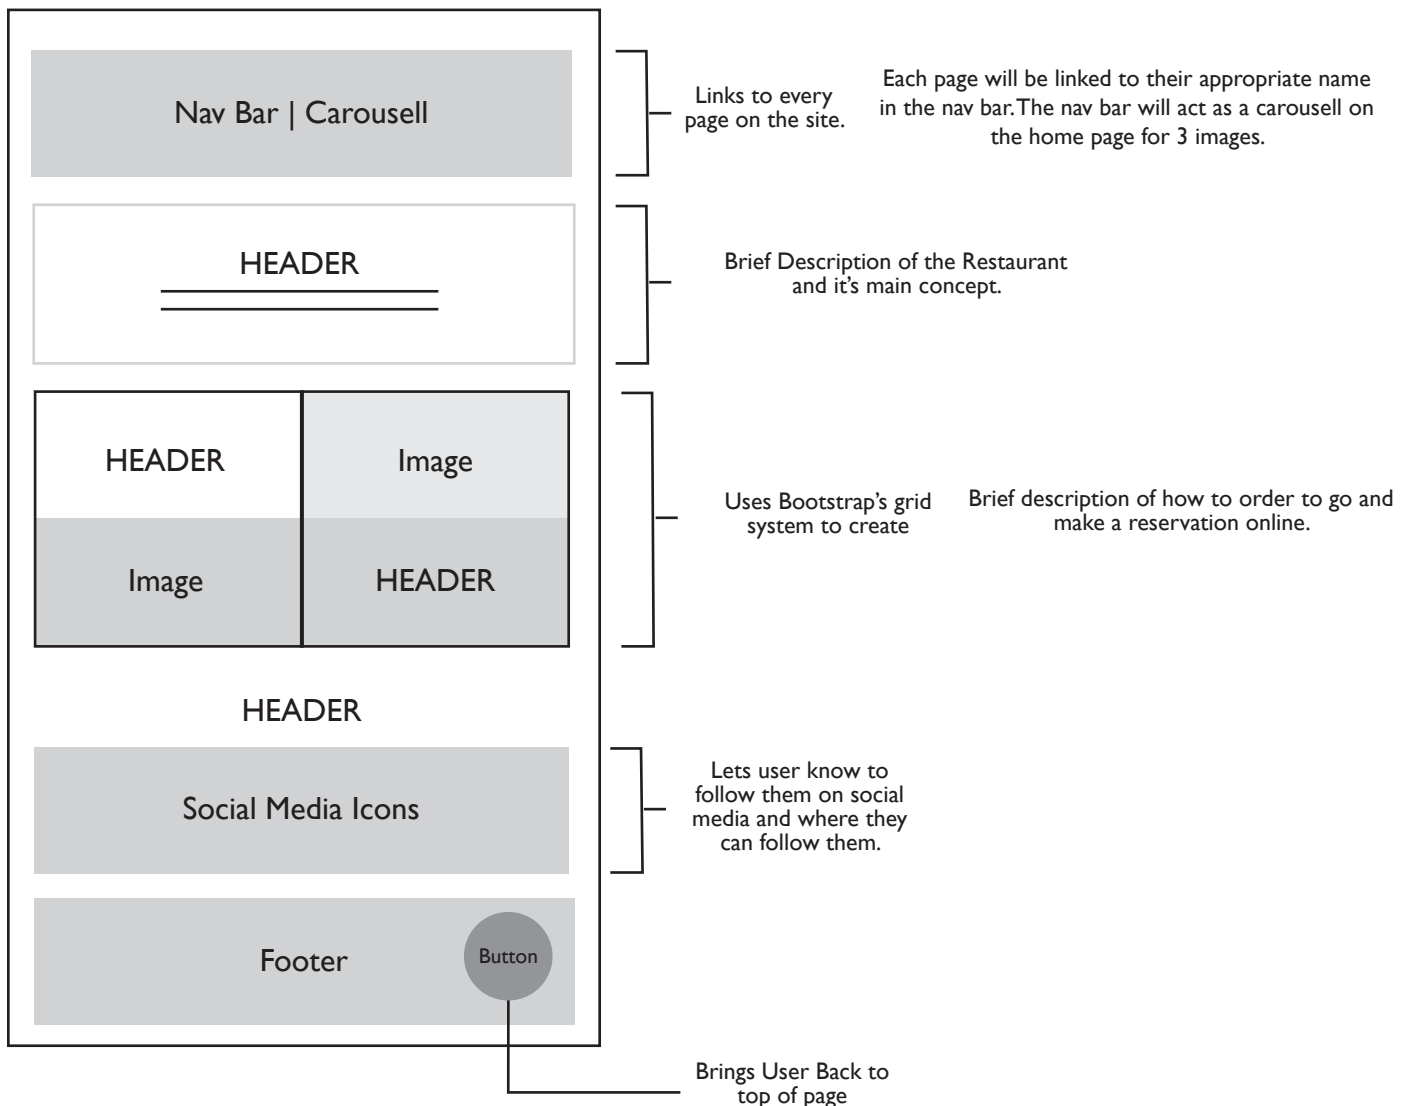 Nav Bar | Carousell
Links to every
page on the site.
Each page will be linked to their appropriate name
in the nav bar. The nav bar will act as a carousell on
the home page for 3 images.
HEADER
Brief Description of the Restaurant
and it's main concept.
HEADER
Image
Image
HEADER
Uses Bootstrap's grid
system to create
Brief description of how to order to go and
make a reservation online.
HEADER
Social Media Icons
Lets user know to
follow them on social
media and where they
can follow them.
Footer
Button
Brings User Back to
top of page